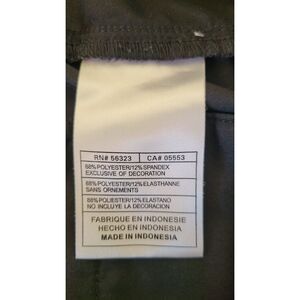 RN# 56323 CA# 05553
88%POLYESTER/12%SPANDEX
EXCLUSIVE OF DECORATION
88%POLYESTER/12%ELASTHANNE
SANS ORNEMENTS
88%POLIESTER/12%ELASTANO
NO INCLUYE LA DECORACION
FABRIQUE EN INDONESIE
HECHO EN INDONESIA
MADE IN INDONESIA